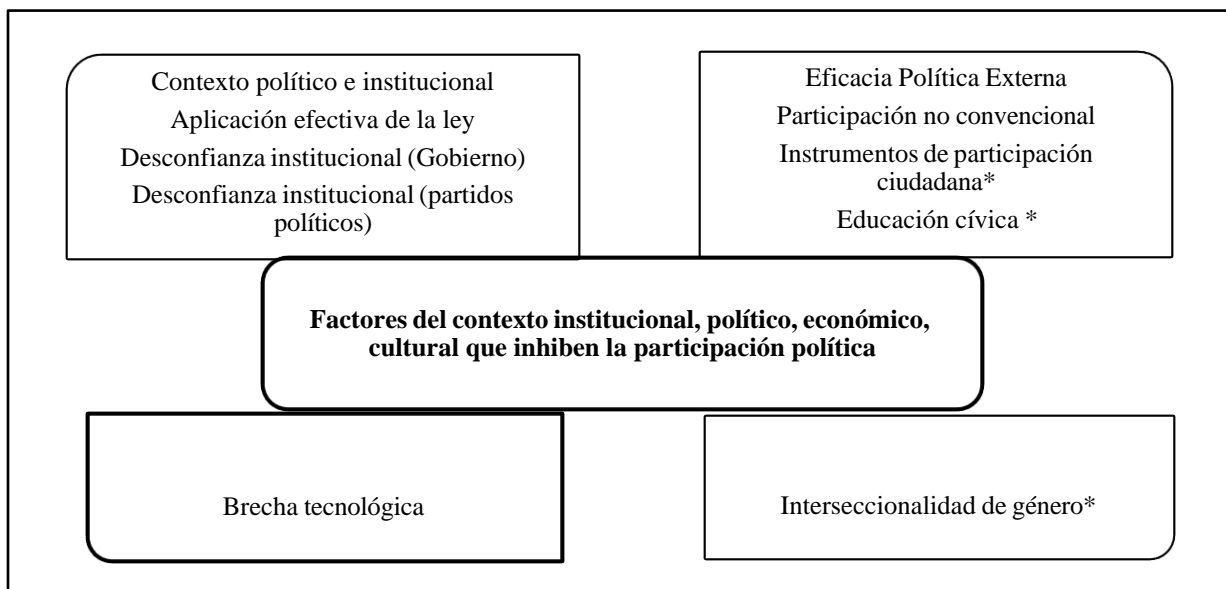 Contexto político e institucional
Aplicación efectiva de la ley
Desconfianza institucional (Gobierno)
Desconfianza institucional (partidos
políticos)
Eficacia Política Externa
Participación no convencional
Instrumentos de participación
ciudadana*
Educación cívica *
Factores del contexto institucional, político, económico,
cultural que inhiben la participación política
Brecha tecnológica
Interseccionalidad de género*